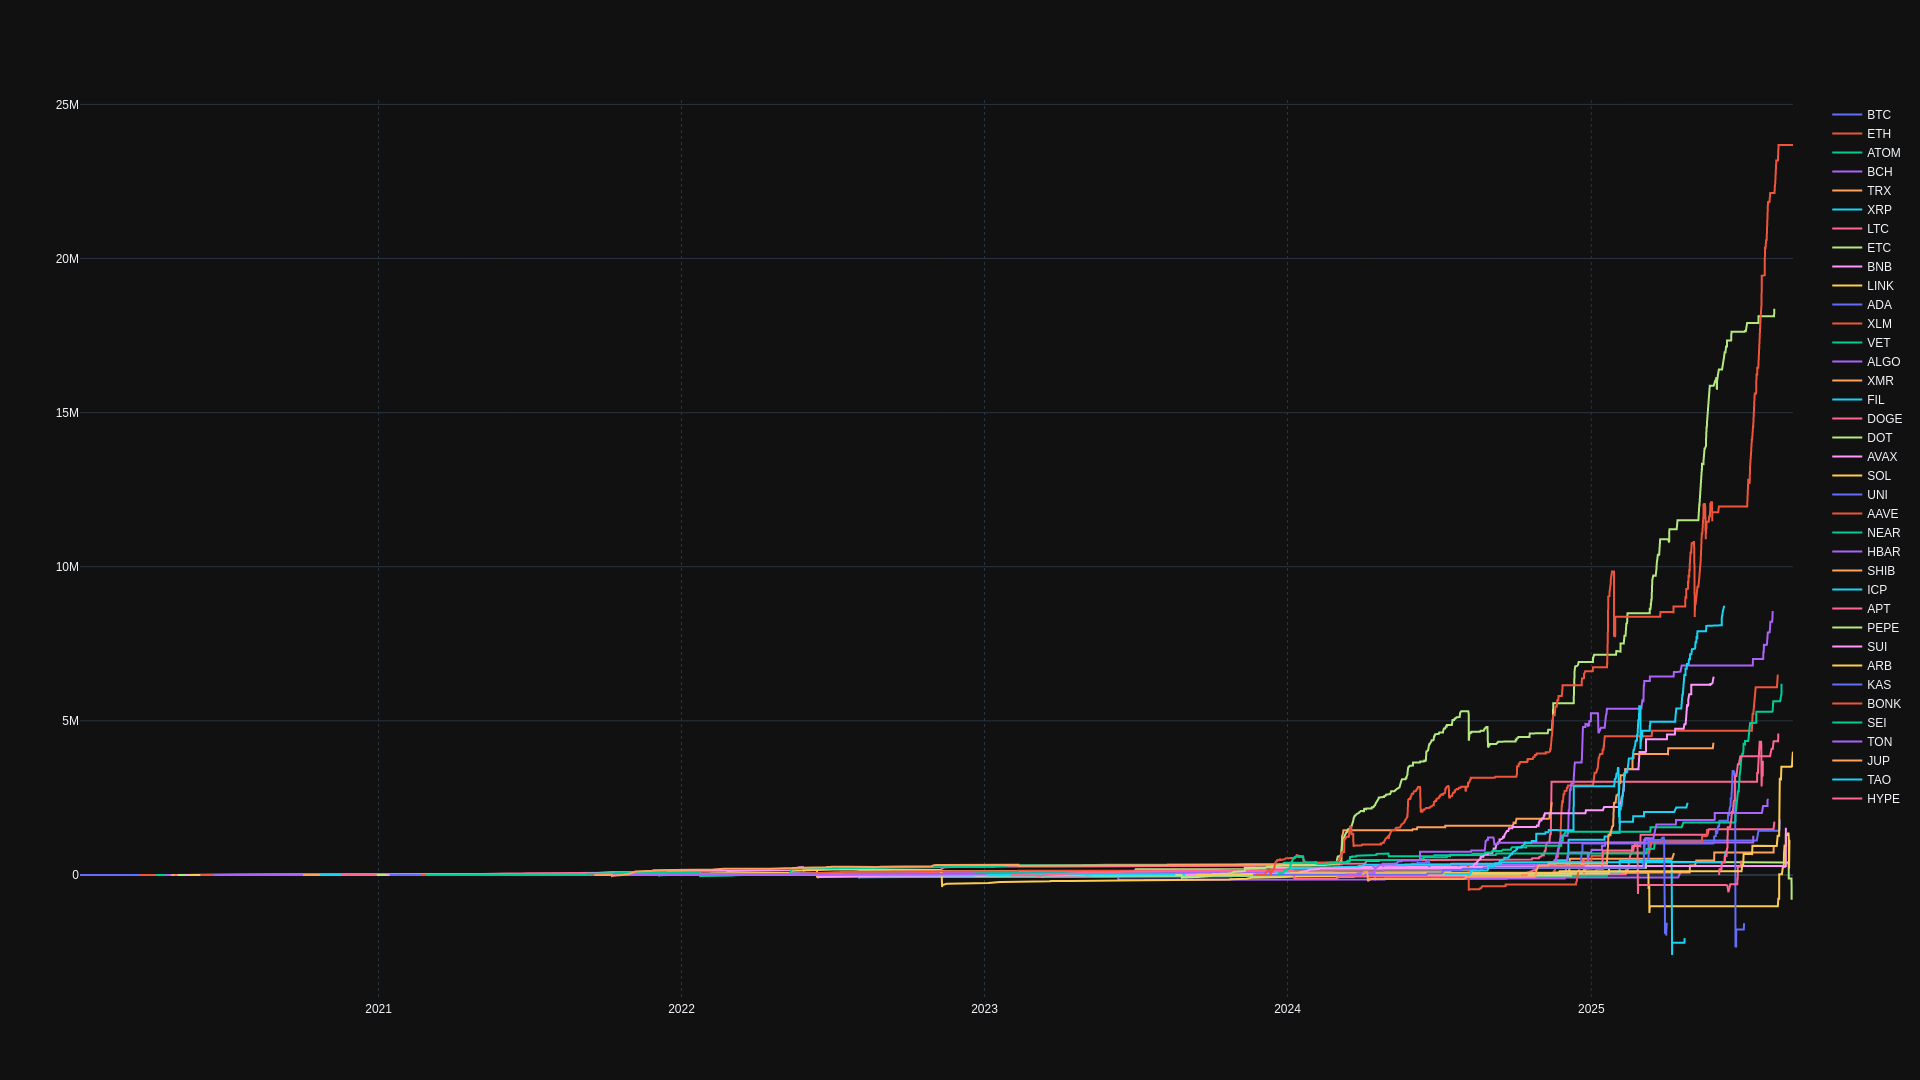 25M
20M
15M
10M
5M
0
2021
2022
2023
2024
2025
BTC
ETH
ATOM
BCH
TRX
XRP
LTC
ETC
BNB
LINK
ADA
XLM
VET
ALGO
XMR
FIL
DOGE
DOT
AVAX
SOL
UNI
AAVE
NEAR
HBAR
SHIB
ICP
APT
PEPE
SUI
ARB
KAS
BONK
SEI
TON
JUP
TAO
HYPE